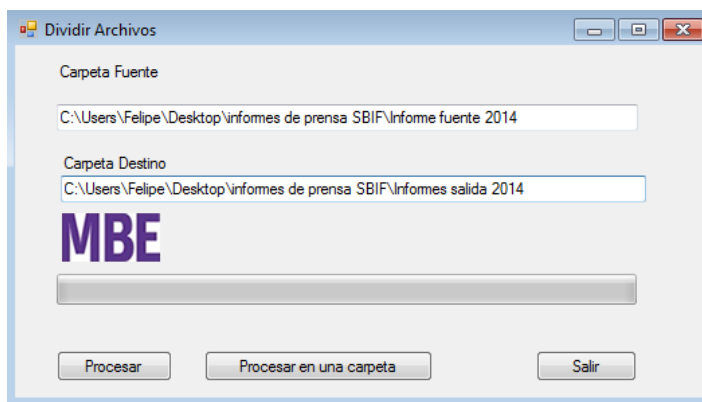 Dividir Archivos
Carpeta Fuente
C:\Users\Felipe\Desktop\informes de prensa SBIF\Informe fuente 2014
Carpeta Destino
C:\Users\Felipe\Desktop\informes de prensa SBIF\Informes salida 2014
MBE
Procesar Procesar en una carpeta Salir